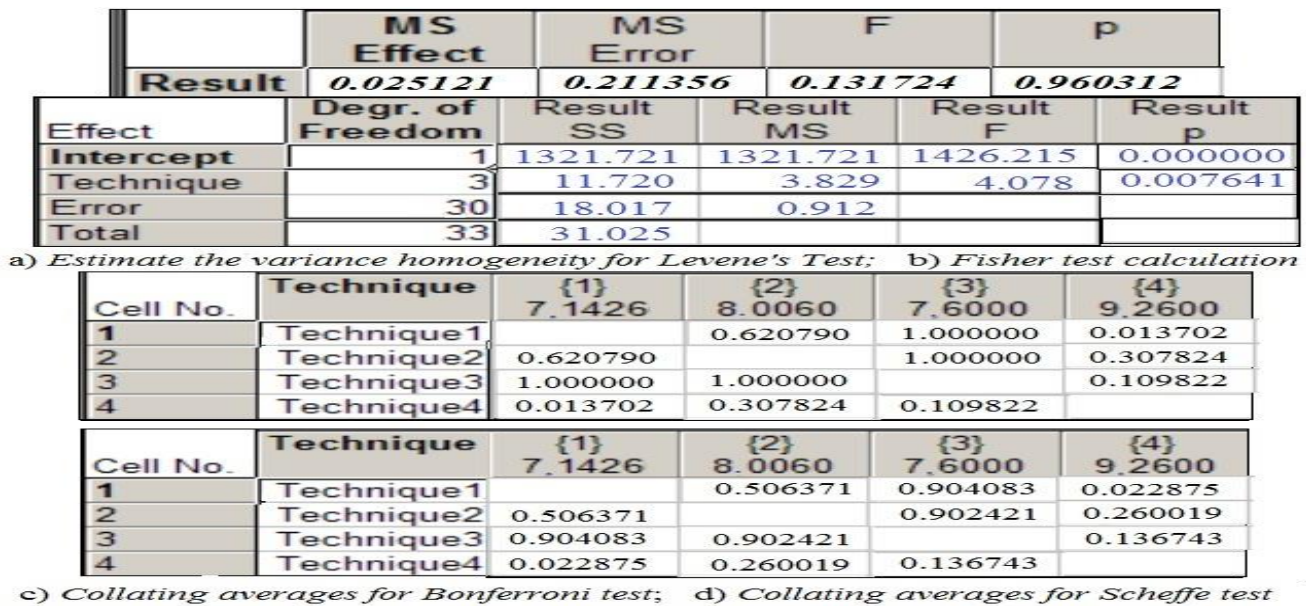 MS Effect MS Error F p
Result 0.025121 0.211356 0.131724 0.960312
Effect Degr. of Freedom Result SS Result MS Result F Result p
Intercept 1 1321.721 1321.721 1426.215 0.000000
Technique 3 11.720 3.829 4.078 0.007641
Error 30 18.017 0.912
Total 33 31.025
a) Estimate the variance homogeneity for Levene's Test; b) Fisher test calculation
Cell No. Technique {1} 7,1426 {2} 8.0060 {3} 7,6000 {4} 9,2600
1 Technique1 0.620790 1.000000 0.013702
2 Technique2 0.620790 1.000000 0.307824
3 Technique3 1.000000 1.000000 0.109822
4 Technique4 0.013702 0.307824 0.109822
Cell No. Technique {1} 7,1426 {2} 8.0060 {3} 7,6000 {4} 9,2600
1 Technique1 0.506371 0.904083 0.022875
2 Technique2 0.506371 0.902421 0.260019
3 Technique3 0.904083 0.902421 0.136743
4 Technique4 0.022875 0.260019 0.136743
c) Collating averages for Bonferroni test; d) Collating averages for Scheffe test